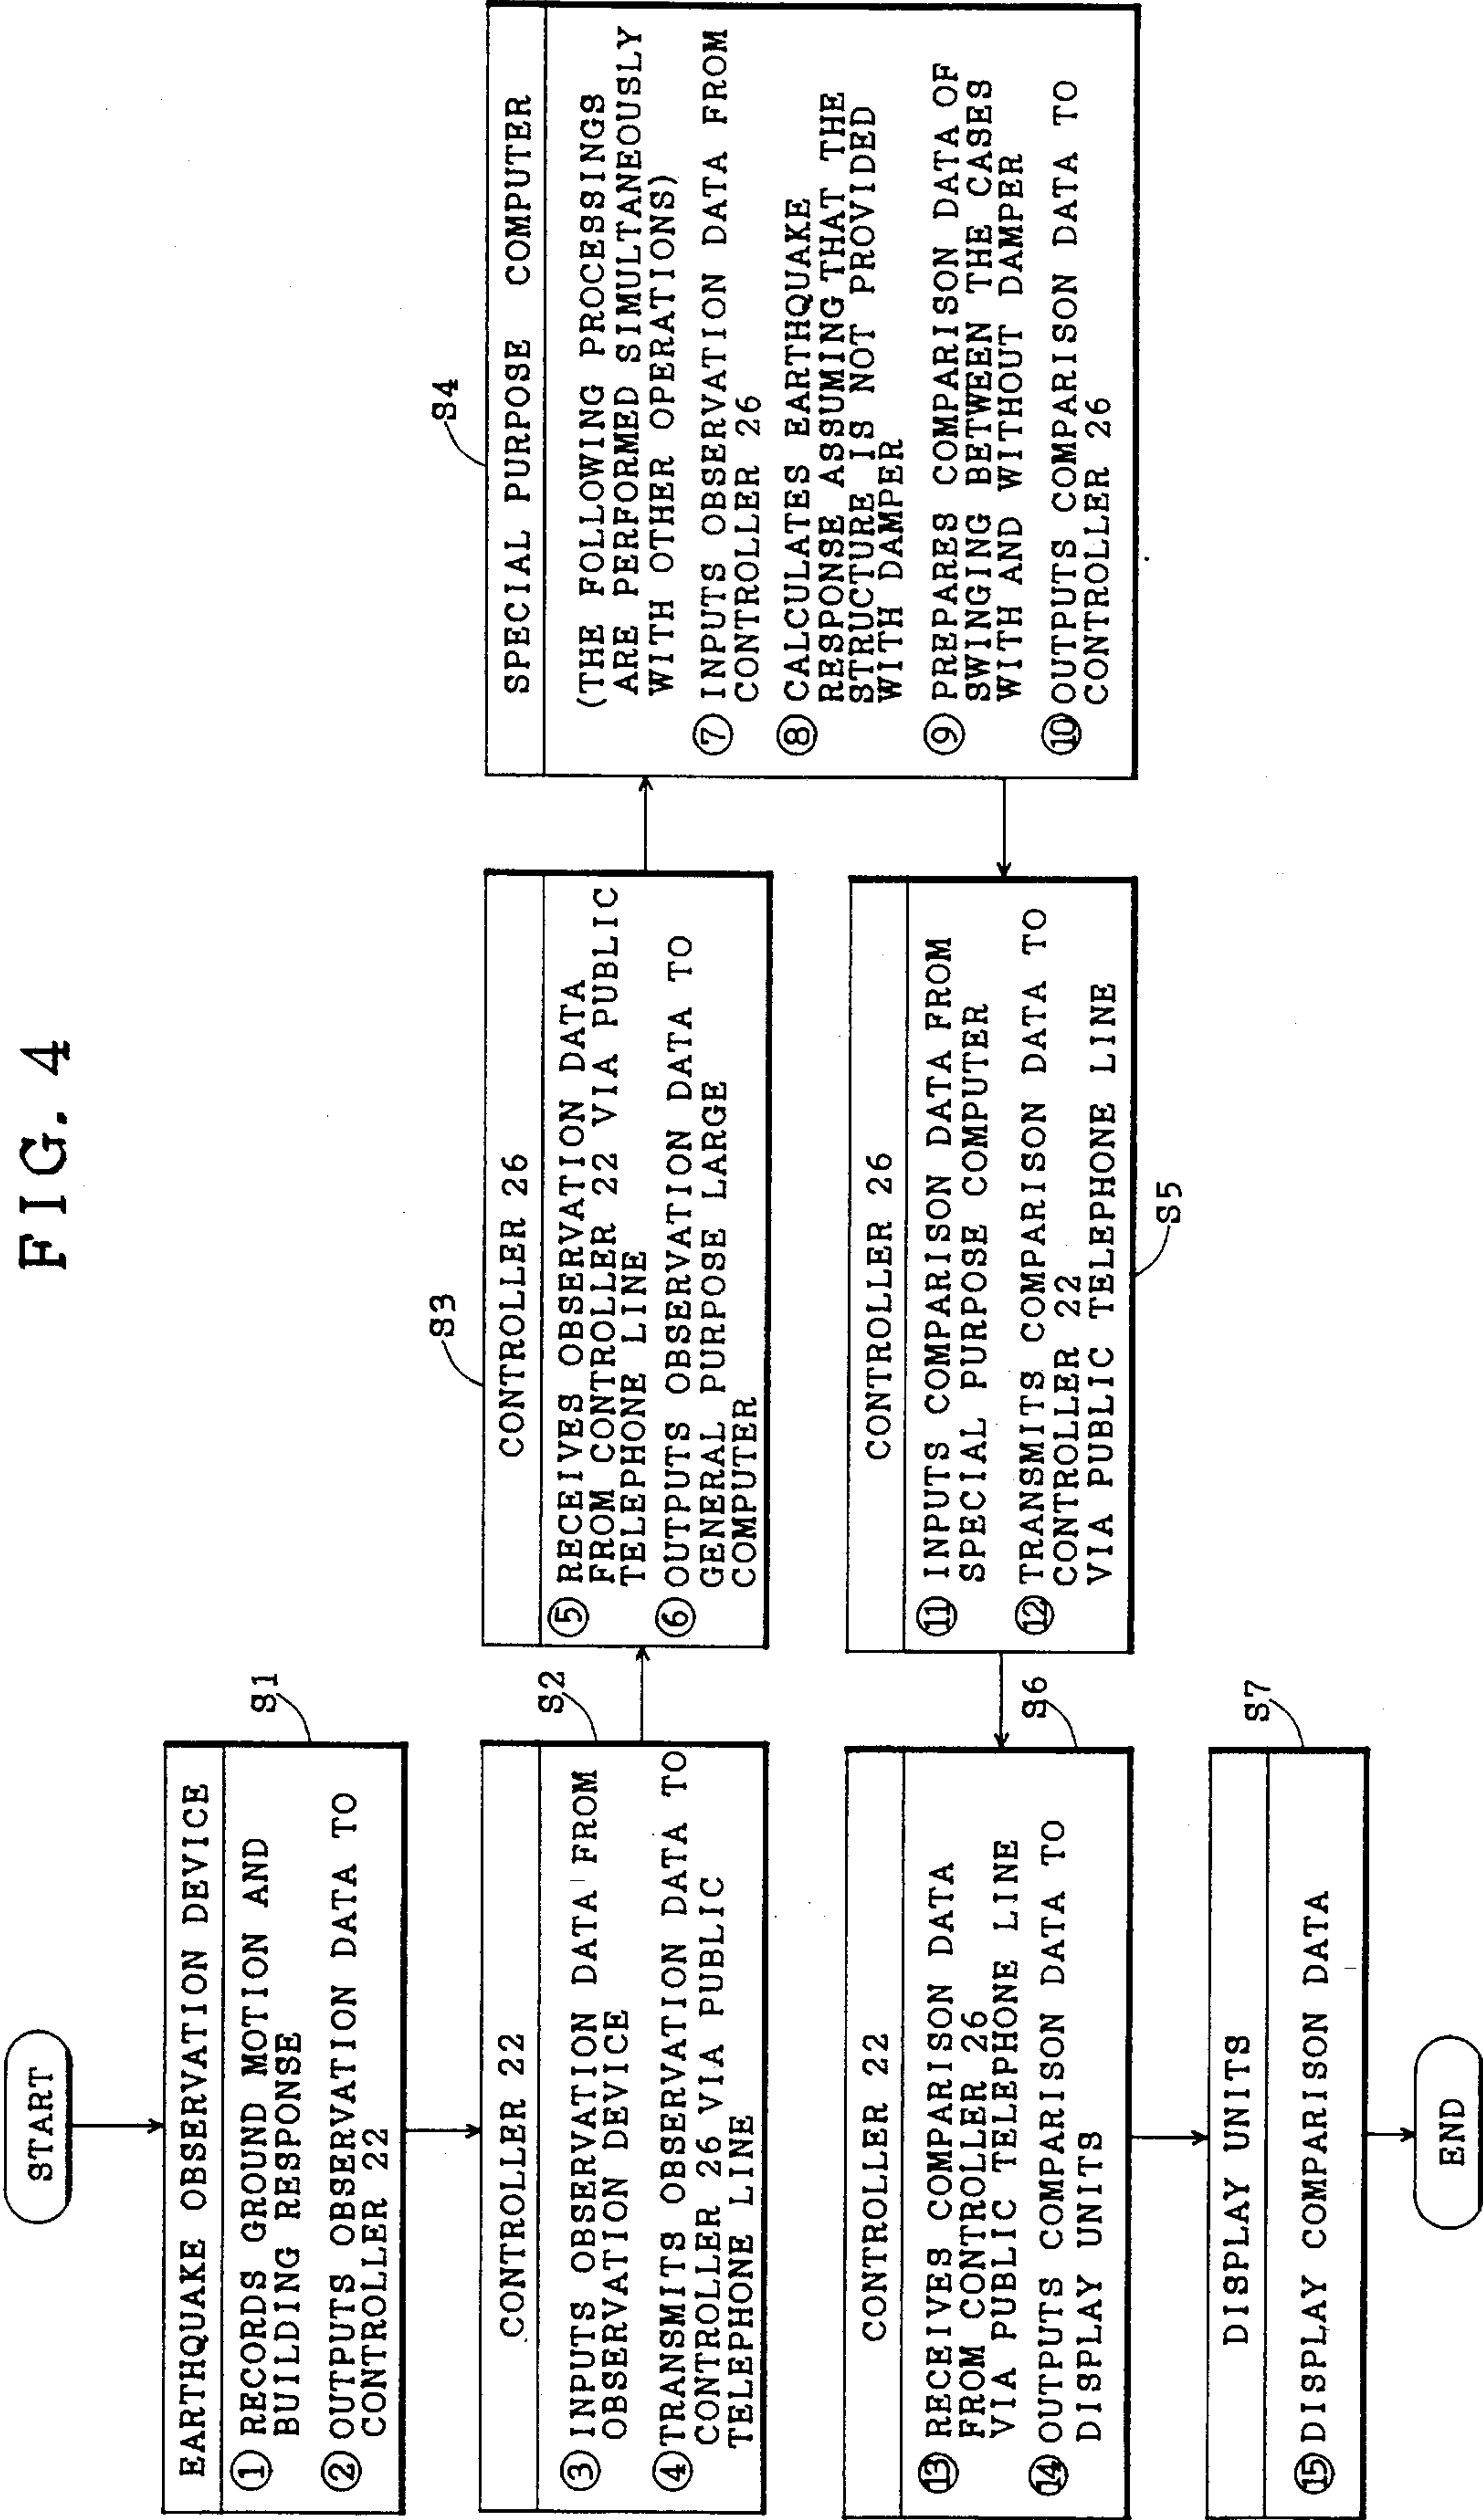 FIG. 4
START
EARTHQUAKE OBSERVATION DEVICE
S1
① RECORDS GROUND MOTION AND
BUILDING RESPONSE
② OUTPUTS OBSERVATION DATA TO
CONTROLLER 22
CONTROLLER 22
S2
③ INPUTS OBSERVATION DATA FROM
OBSERVATION DEVICE
④ TRANSMITS OBSERVATION DATA TO
CONTROLLER 26 VIA PUBLIC
TELEPHONE LINE
CONTROLLER 26
S3
⑤ RECEIVES OBSERVATION DATA
FROM CONTROLLER 22 VIA PUBLIC
TELEPHONE LINE
⑥ OUTPUTS OBSERVATION DATA TO
GENERAL PURPOSE LARGE
COMPUTER
SPECIAL PURPOSE COMPUTER
S4
(THE FOLLOWING PROCESSINGS
ARE PERFORMED SIMULTANEOUSLY
WITH OTHER OPERATIONS)
⑦ INPUTS OBSERVATION DATA FROM
CONTROLLER 26
⑧ CALCULATES EARTHQUAKE
RESPONSE ASSUMING THAT THE
STRUCTURE IS NOT PROVIDED
WITH DAMPER
⑨ PREPARES COMPARISON DATA OF
SWINGING BETWEEN THE CASES
WITH AND WITHOUT DAMPER
⑩ OUTPUTS COMPARISON DATA TO
CONTROLLER 26
CONTROLLER 26
⑪ INPUTS COMPARISON DATA FROM
SPECIAL PURPOSE COMPUTER
⑫ TRANSMITS COMPARISON DATA TO
CONTROLLER 22
VIA PUBLIC TELEPHONE LINE
S5
CONTROLLER 22
S6
⑬ RECEIVES COMPARISON DATA
FROM CONTROLLER 26
VIA PUBLIC TELEPHONE LINE
⑭ OUTPUTS COMPARISON DATA TO
DISPLAY UNITS
DISPLAY UNITS
S7
⑮ DISPLAY COMPARISON DATA
END